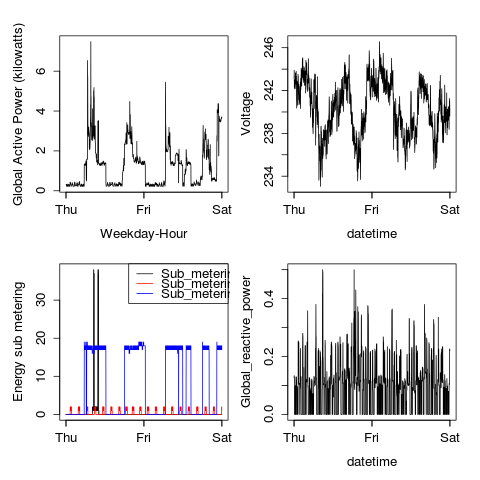 Global Active Power (kilowatts)
0 2 4 6
Thu Fri Sat
Weekday-Hour
Voltage
234 238 242 246
Thu Fri Sat
datetime
Energy sub metering
0 10 20 30
Sub_meterin
Sub_meterin
Sub_meterin
Thu Fri Sat
Global_reactive_power
0.0 0.2 0.4
Thu Fri Sat
datetime